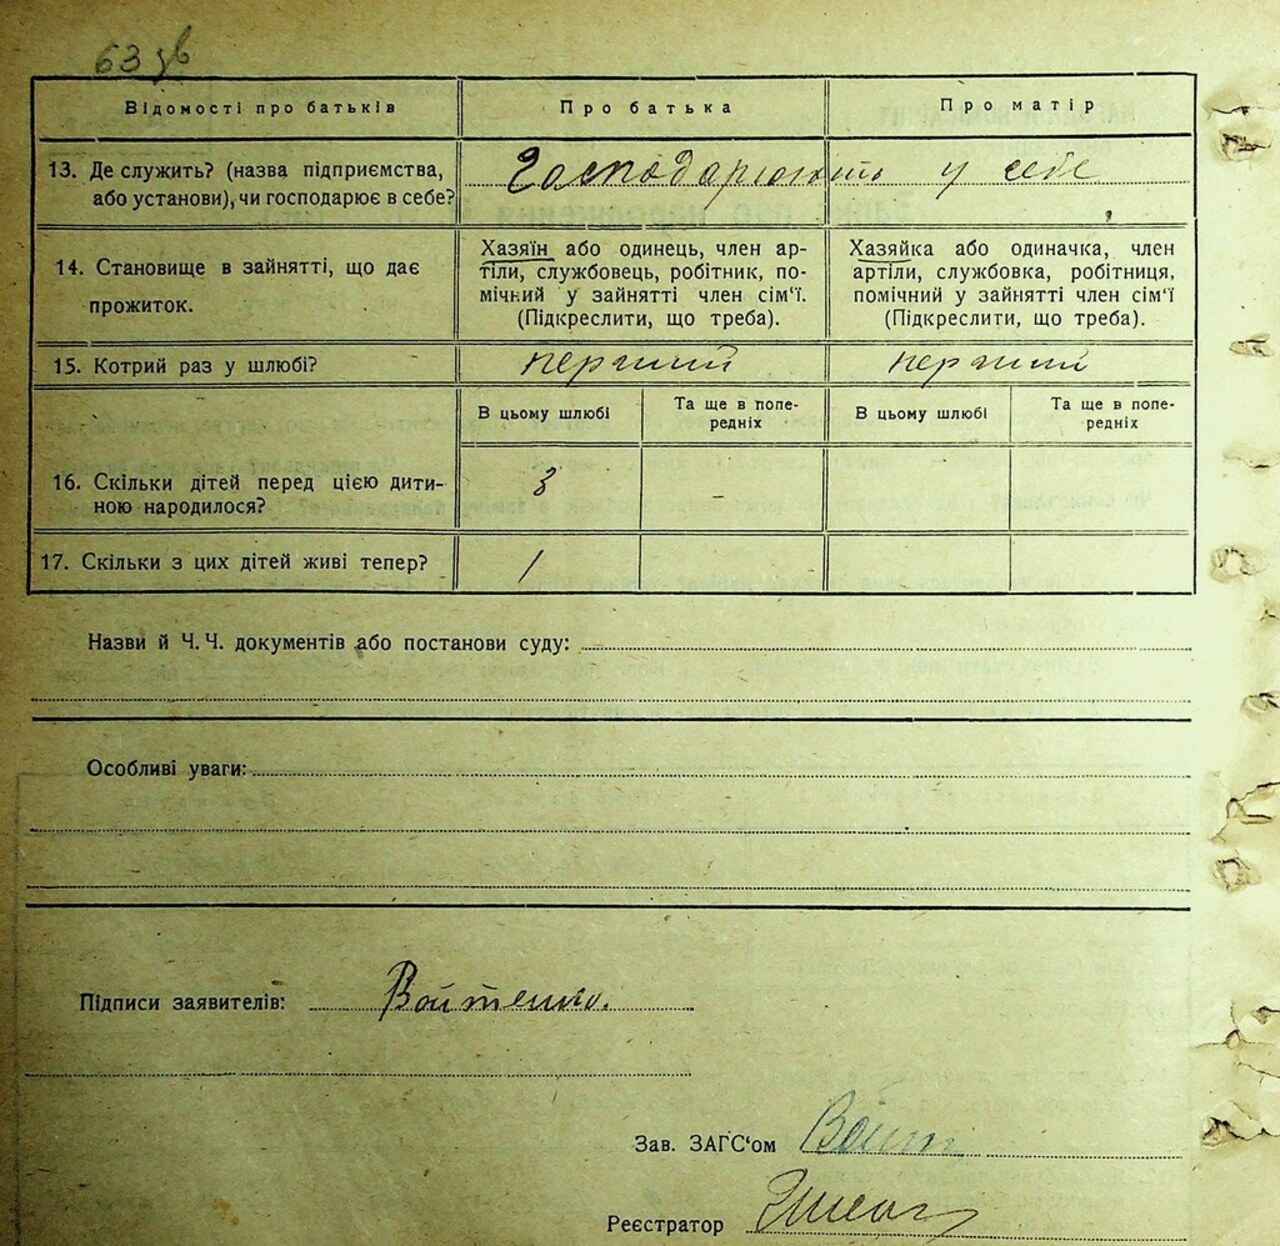 63 зв
Відомості про батьків Про батька Про матір
13. Де служить? (назва підприємства, або установи), чи господарює в себе? Господарюють у себе
14. Становище в зайнятті, що дає прожиток.
Хазяїн або одинець, член ар-
тіли, службовець, робітник, по-
мічний у зайнятті член сім‘ї.
(Підкреслити, що треба).
Хазяйка або одиначка, член
артіли, службовка, робітниця,
помічний у зайнятті член сім‘ї
(Підкреслити, що треба).
15. Котрий раз у шлюбі? перший перший
В цьому шлюбі Та ще в попе-
редніх В цьому шлюбі Та ще в попе-
редніх
16. Скільки дітей перед цією дити-
ною народилося? 3 –
17. Скільки з цих дітей живі тепер? 1
Назви й Ч. Ч. документів або постанови суду:
Особливі уваги:
Підписи заявителів: Войтенко.
Зав. ЗАГС‘ом
Реєстратор